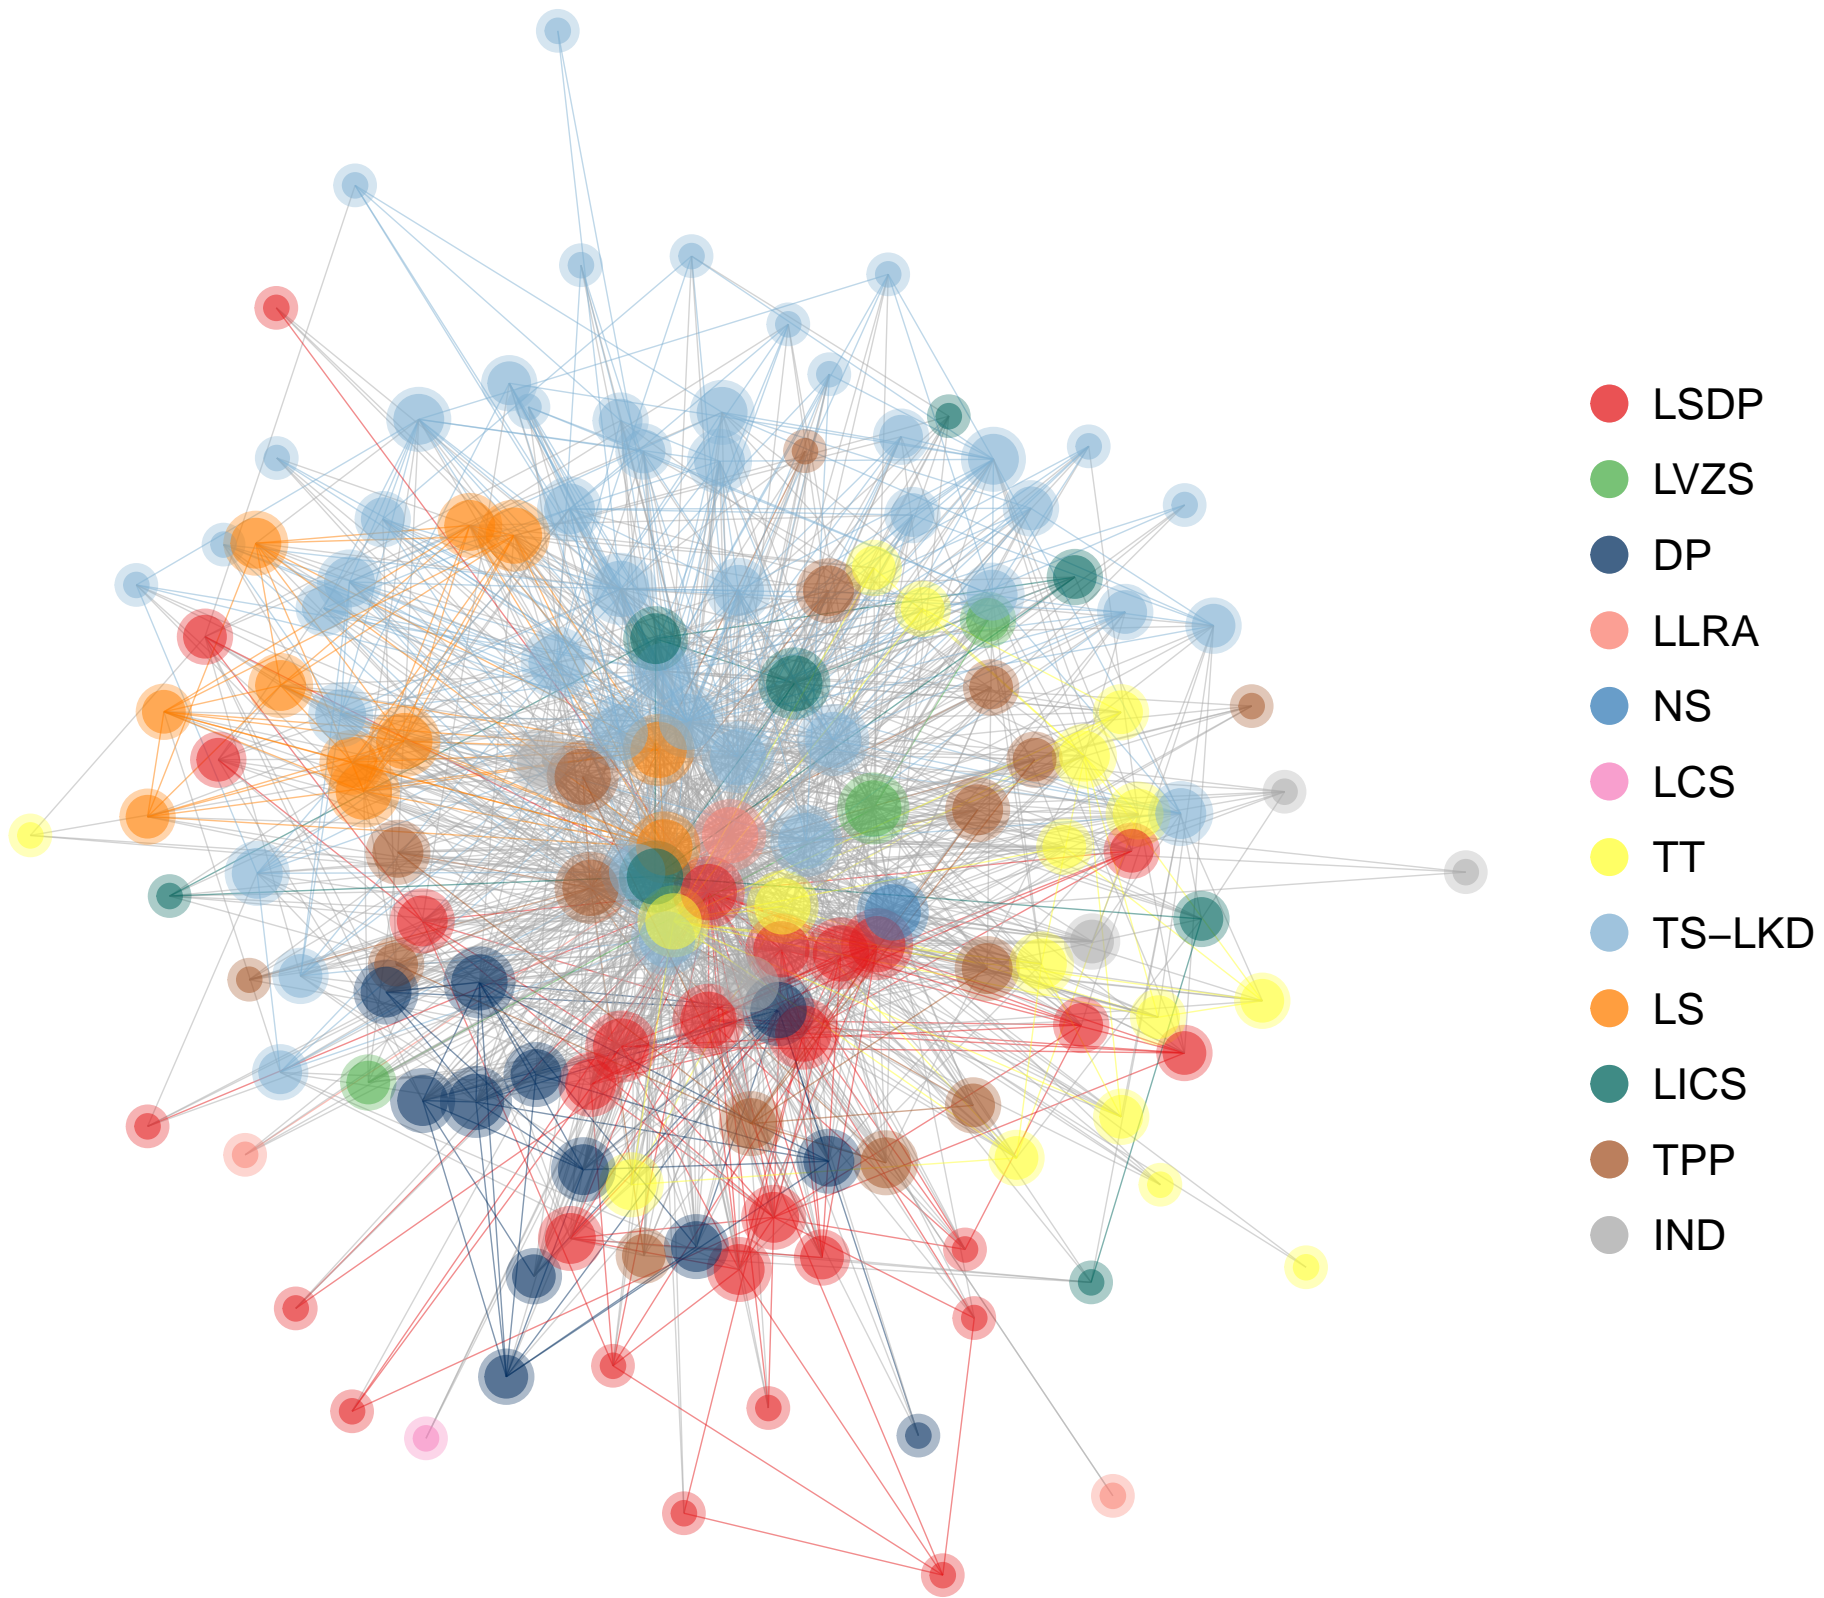 LSDP
LVZS
DP
LLRA
NS
LCS
TT
TS−LKD
LS
LICS
TPP
IND